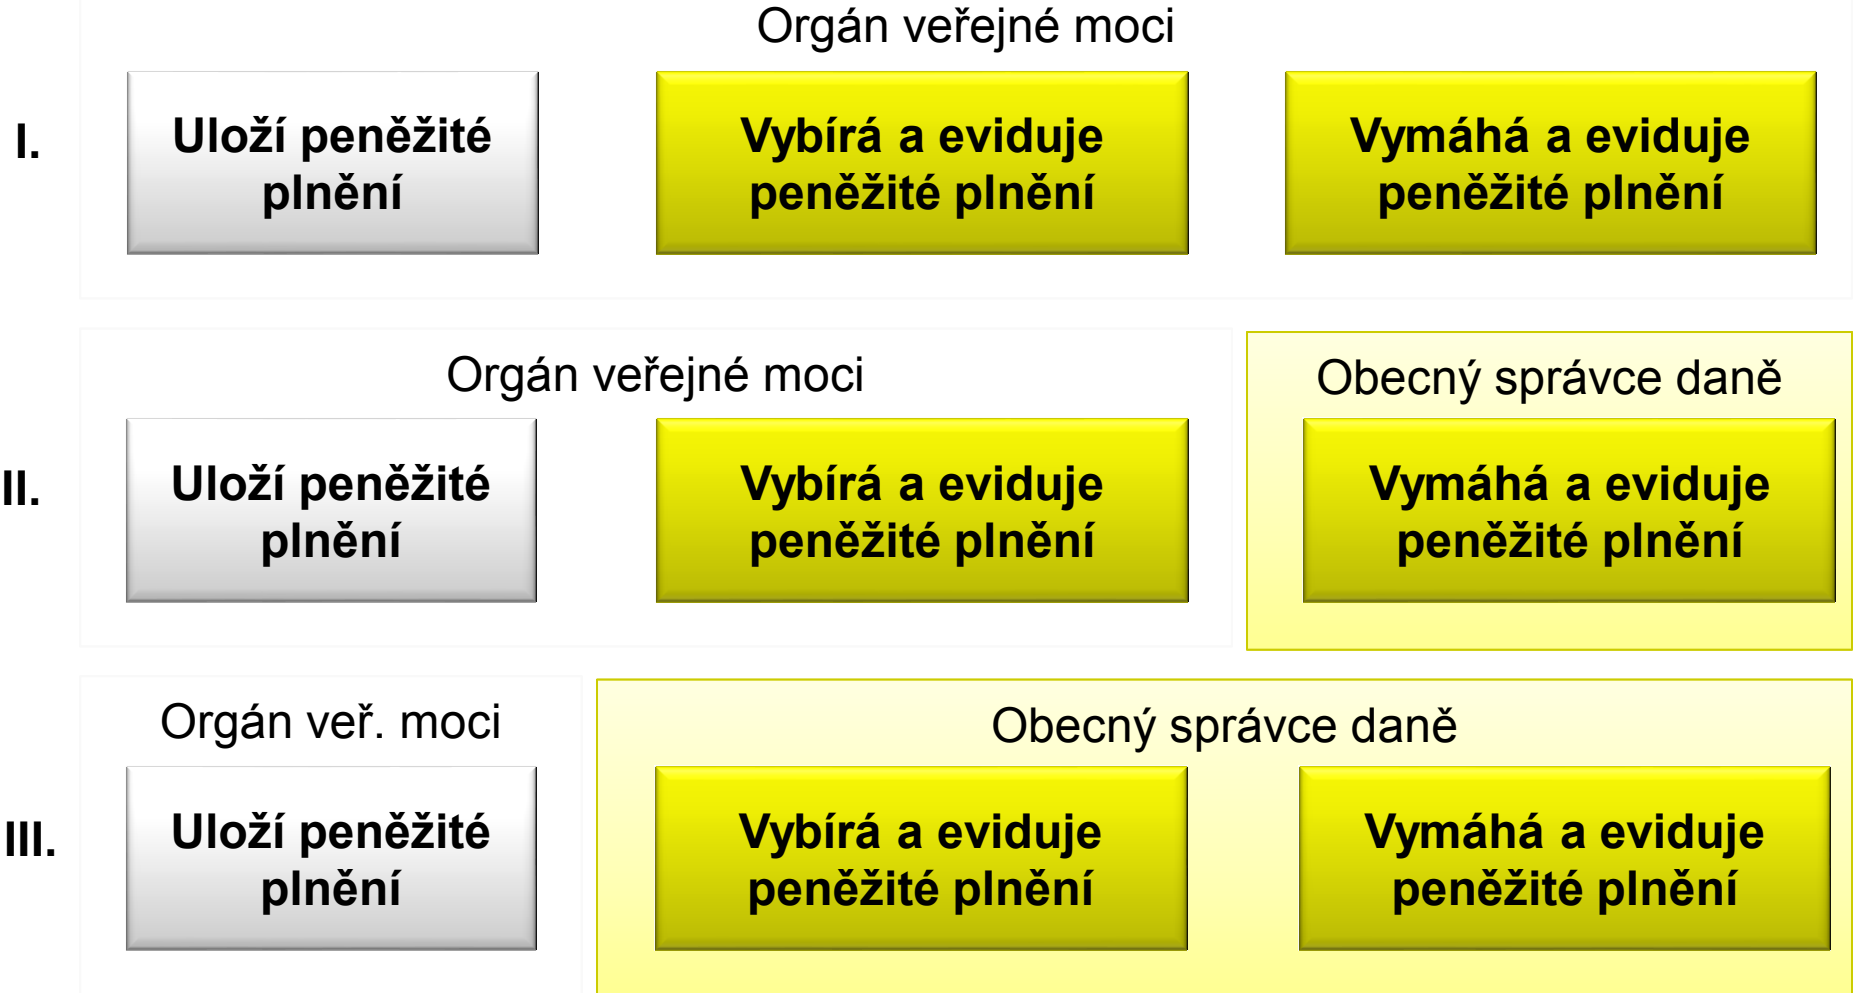 Orgán veřejné moci
I.
Uloží peněžité
plnění
Vybírá a eviduje
peněžité plnění
Vymáhá a eviduje
peněžité plnění
Orgán veřejné moci
Obecný správce daně
II.
Uloží peněžité
plnění
Vybírá a eviduje
peněžité plnění
Vymáhá a eviduje
peněžité plnění
Orgán veř. moci
Obecný správce daně
III.
Uloží peněžité
plnění
Vybírá a eviduje
peněžité plnění
Vymáhá a eviduje
peněžité plnění